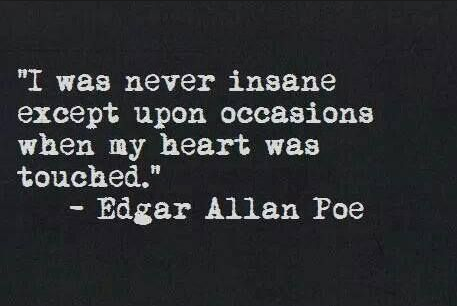 "I was never insane
except upon occasions
when my heart was
touched."
- Edgar Allan Poe